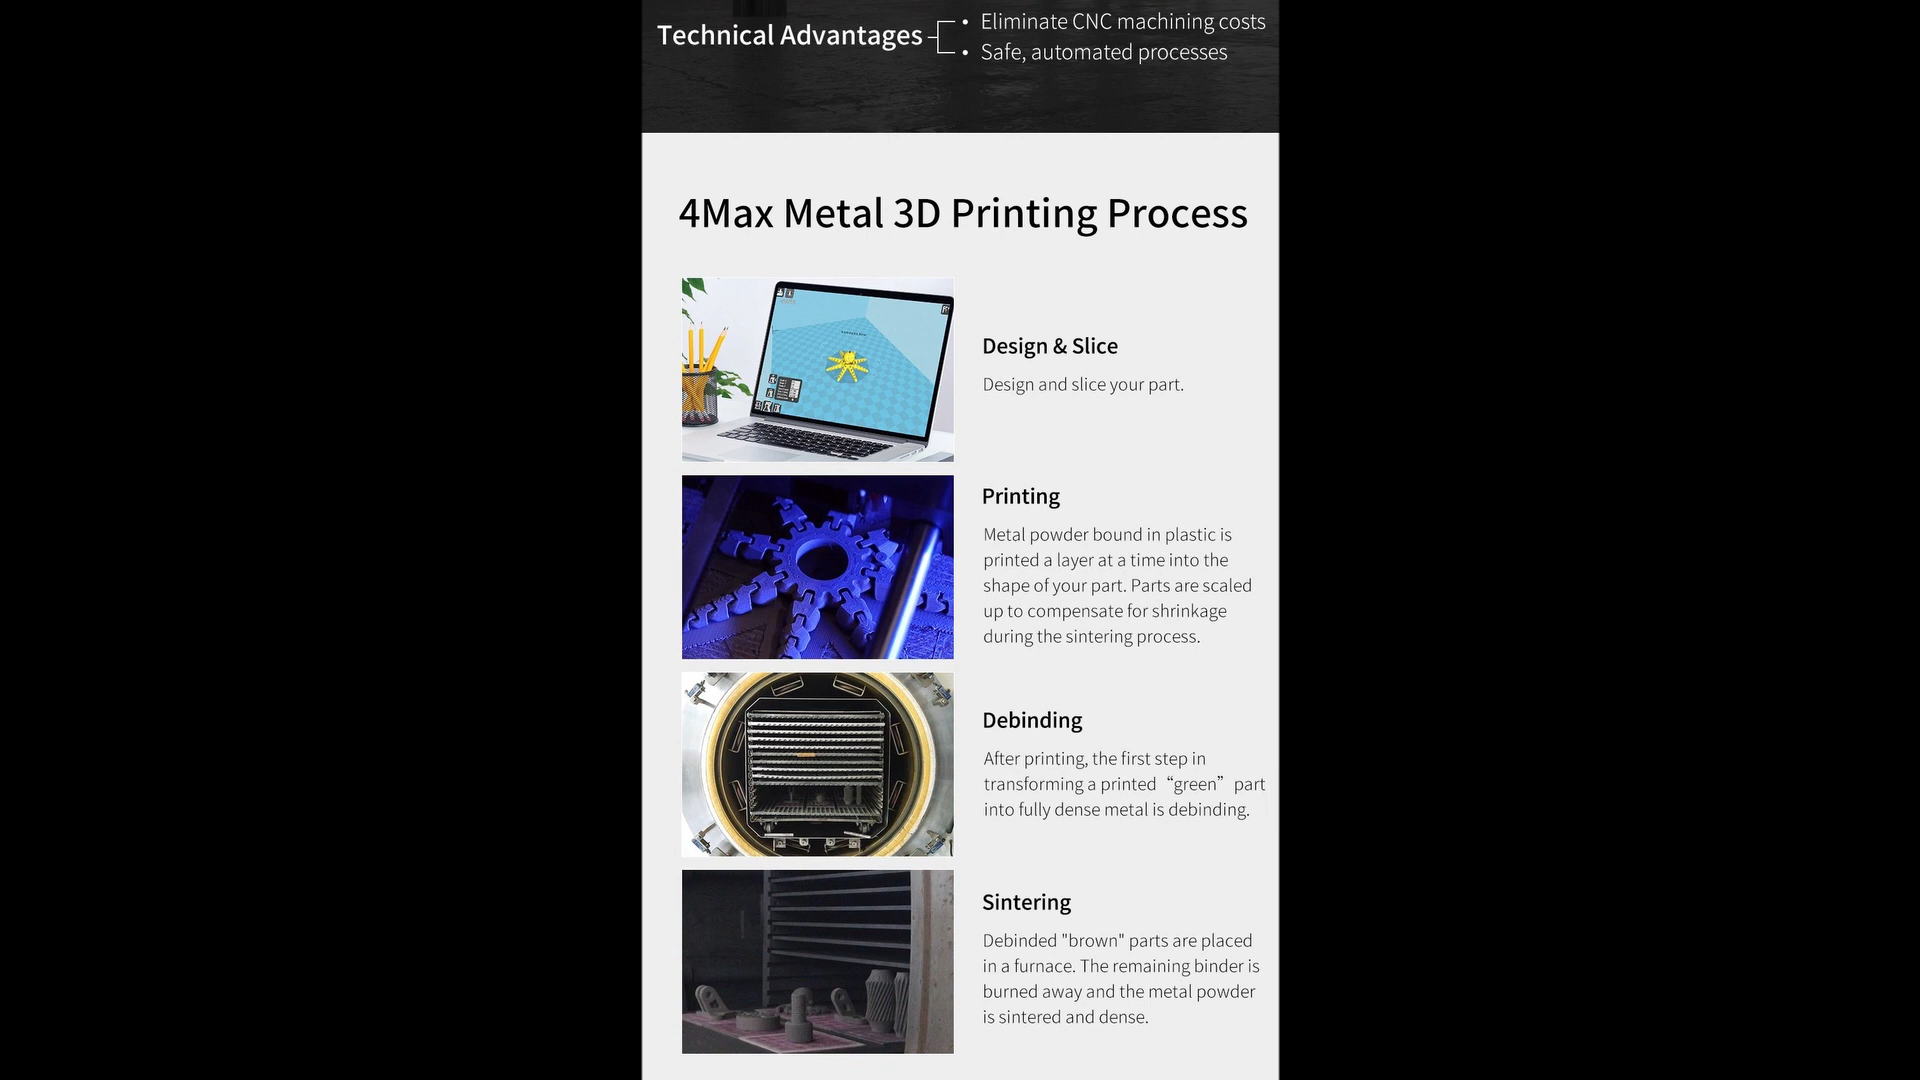 Technical Advantages
• Eliminate CNC machining costs
• Safe, automated processes
4Max Metal 3D Printing Process
Design & Slice
Design and slice your part.
Printing
Metal powder bound in plastic is
printed a layer at a time into the
shape of your part. Parts are scaled
up to compensate for shrinkage
during the sintering process.
Debinding
After printing, the first step in
transforming a printed “green” part
into fully dense metal is debinding.
Sintering
Debinded "brown" parts are placed
in a furnace. The remaining binder is
burned away and the metal powder
is sintered and dense.